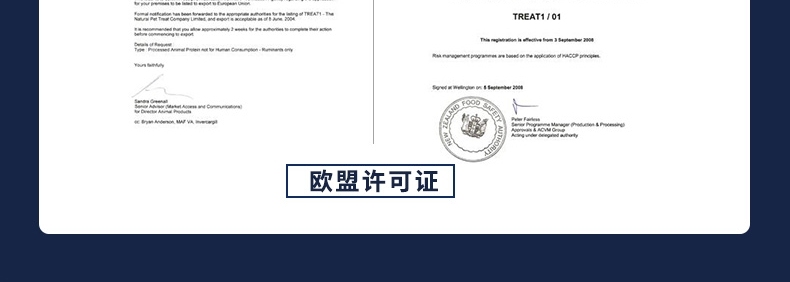 for your premises to be listed for export to European Union.
Formal notification has been forwarded to the appropriate authorities for the listing of TREAT1 - The
Natural Pet Treat Company Limited, and export is acceptable as of 5 June, 2004.
It is recommended that you allow approximately 2 weeks for the authorities to complete their action
before commencing to export.
Details of Request :
Type : Processed Animal Protein not for Human Consumption - Ruminants only
Yours faithfully
Sandra Greenall
Senior Advisor (Market Access and Communications)
for Director Animal Products
cc: Bryan Anderson, MAF VA, Invercargill
TREAT1 / 01
This registration is effective from 3 September 2008
Risk management programmes are based on the application of HACCP principles.
Signed at Wellington on: 5 September 2008
NEW ZEALAND FOOD SAFETY AUTHORITY
Peter Fairless
Senior Programme Manager (Production & Processing)
Approvals & ACVM Group
Acting under delegated authority
欧盟许可证